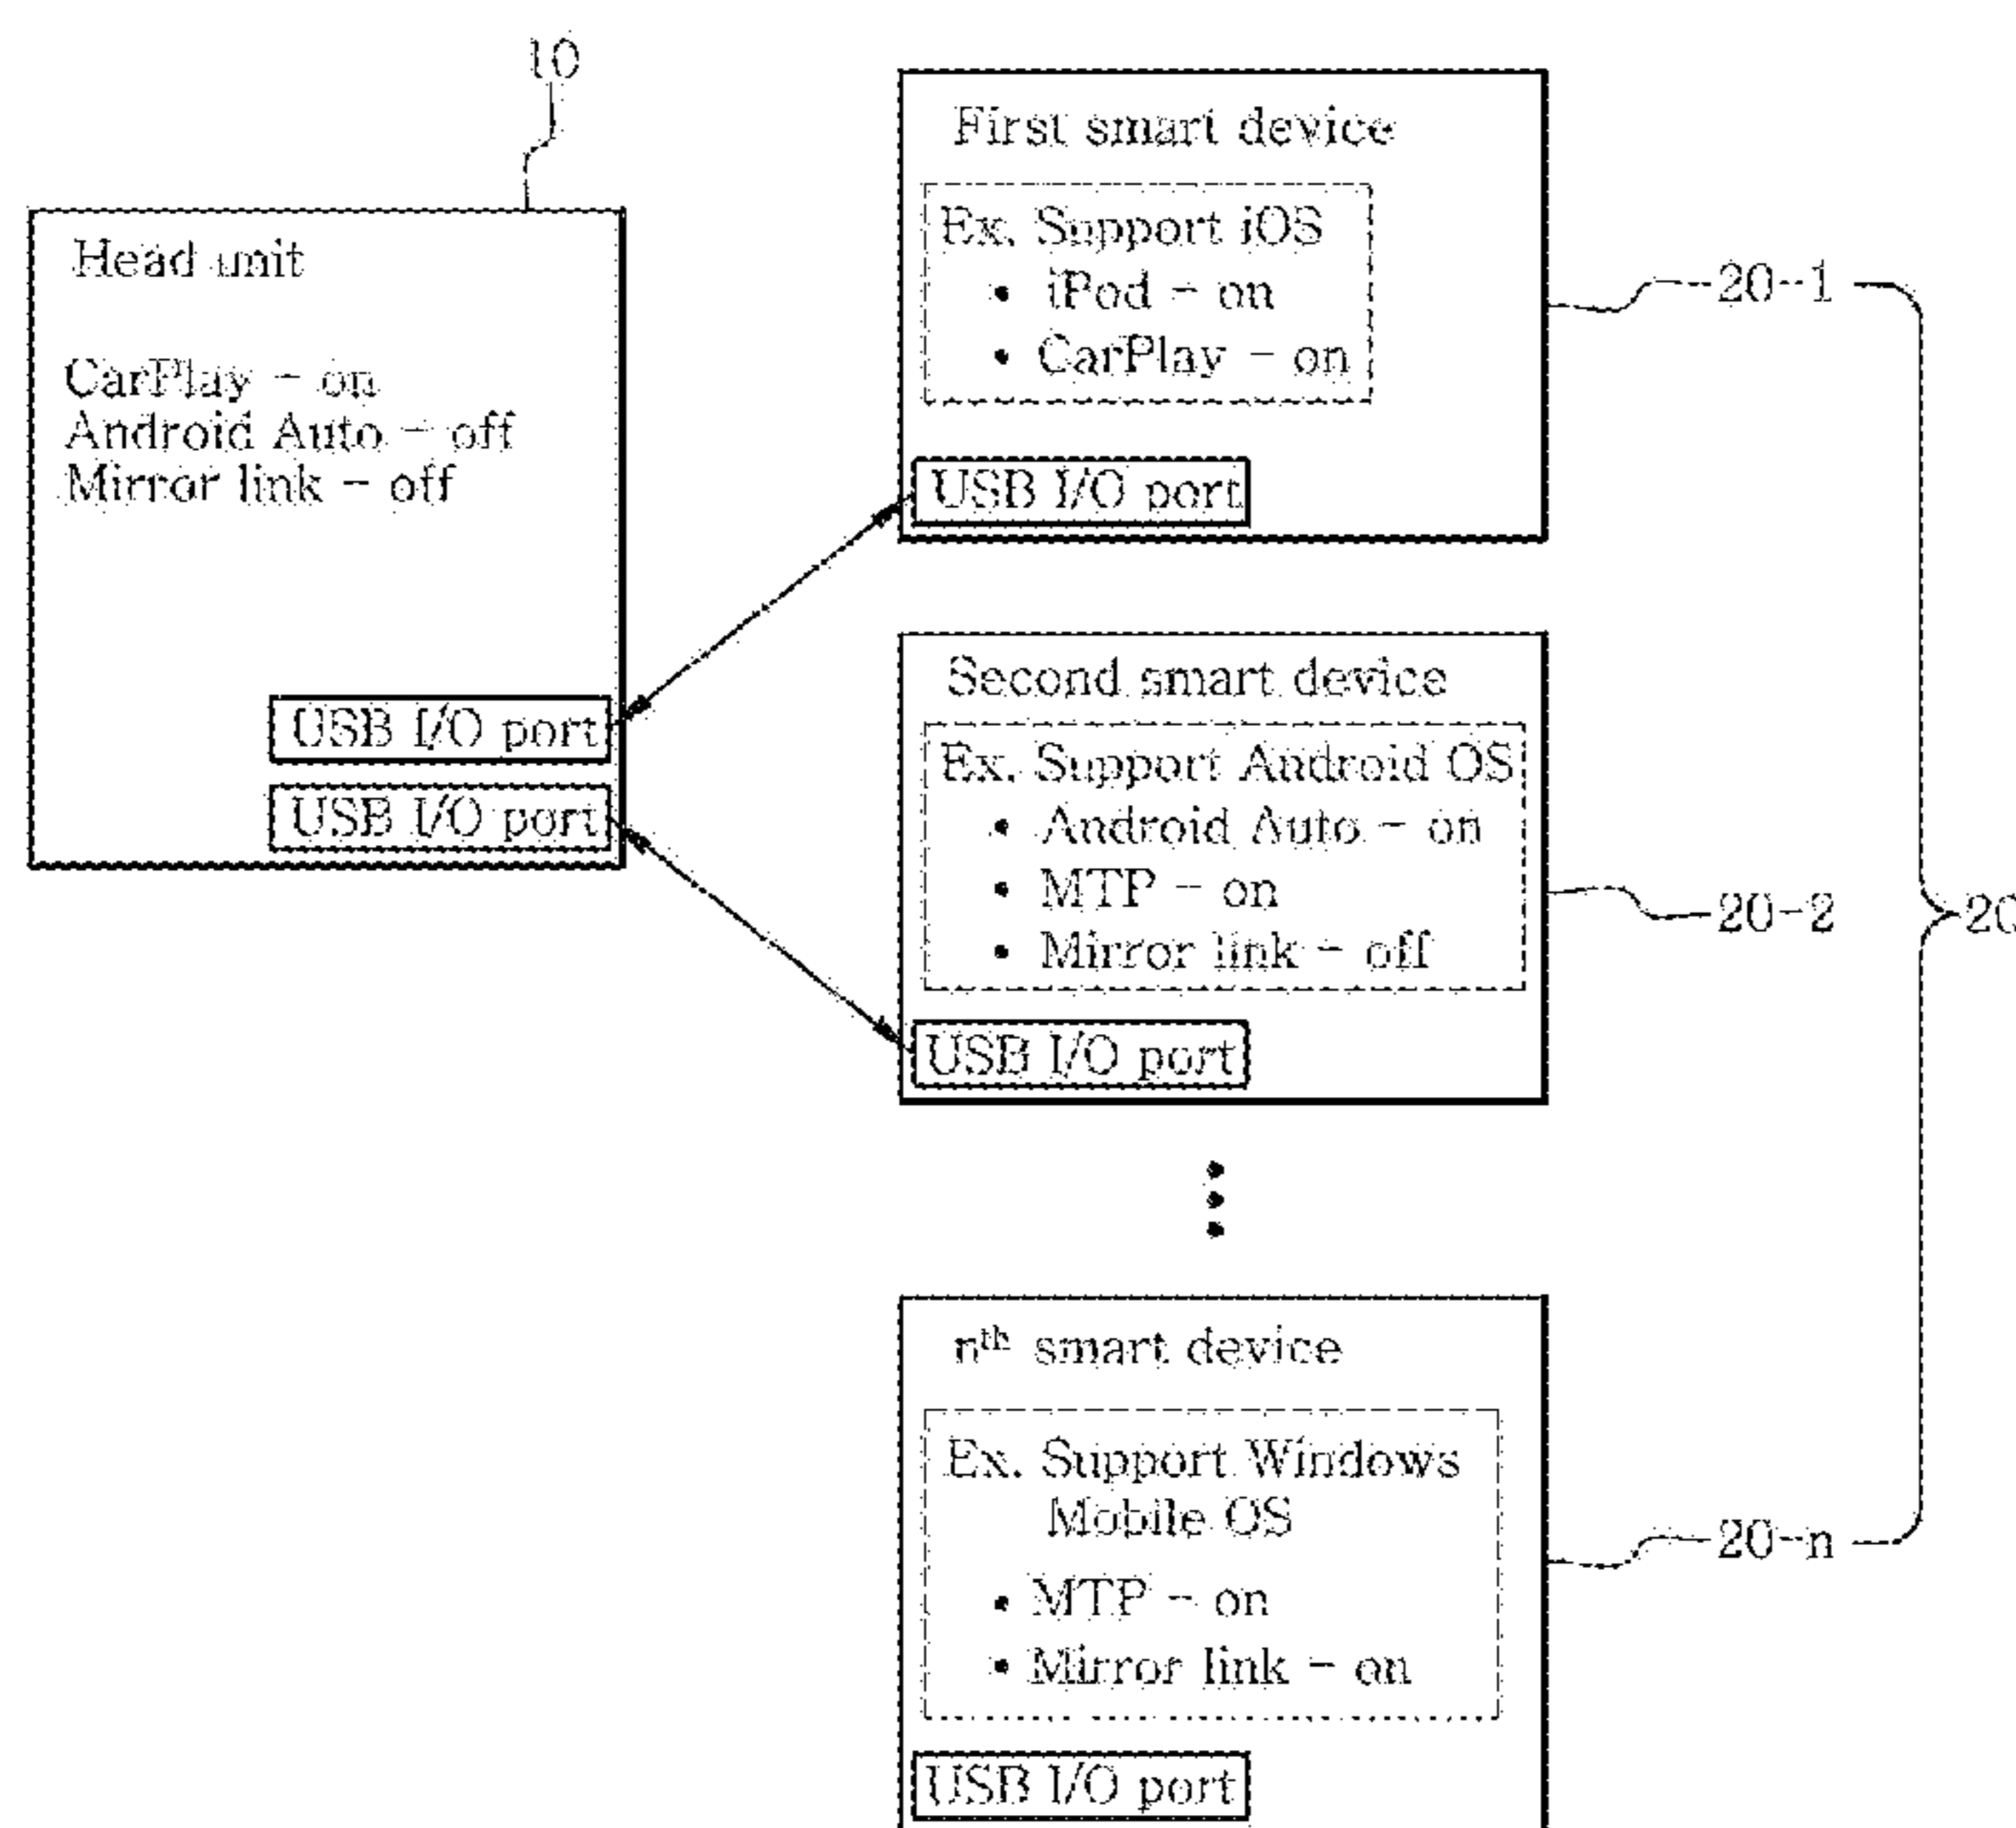 10
Head unit
CarPlay - on
Android Auto - off
Mirror link - off
USB I/O port
USB I/O port
First smart device
Ex. Support iOS
• iPod - on
• CarPlay - on
USB I/O port
20-1
Second smart device
Ex. Support Android OS
• Android Auto - on
• MTP - on
• Mirror link - off
USB I/O port
20-2
20
nth smart device
Ex. Support Windows
Mobile OS
• MTP - on
• Mirror link - on
USB I/O port
20-n